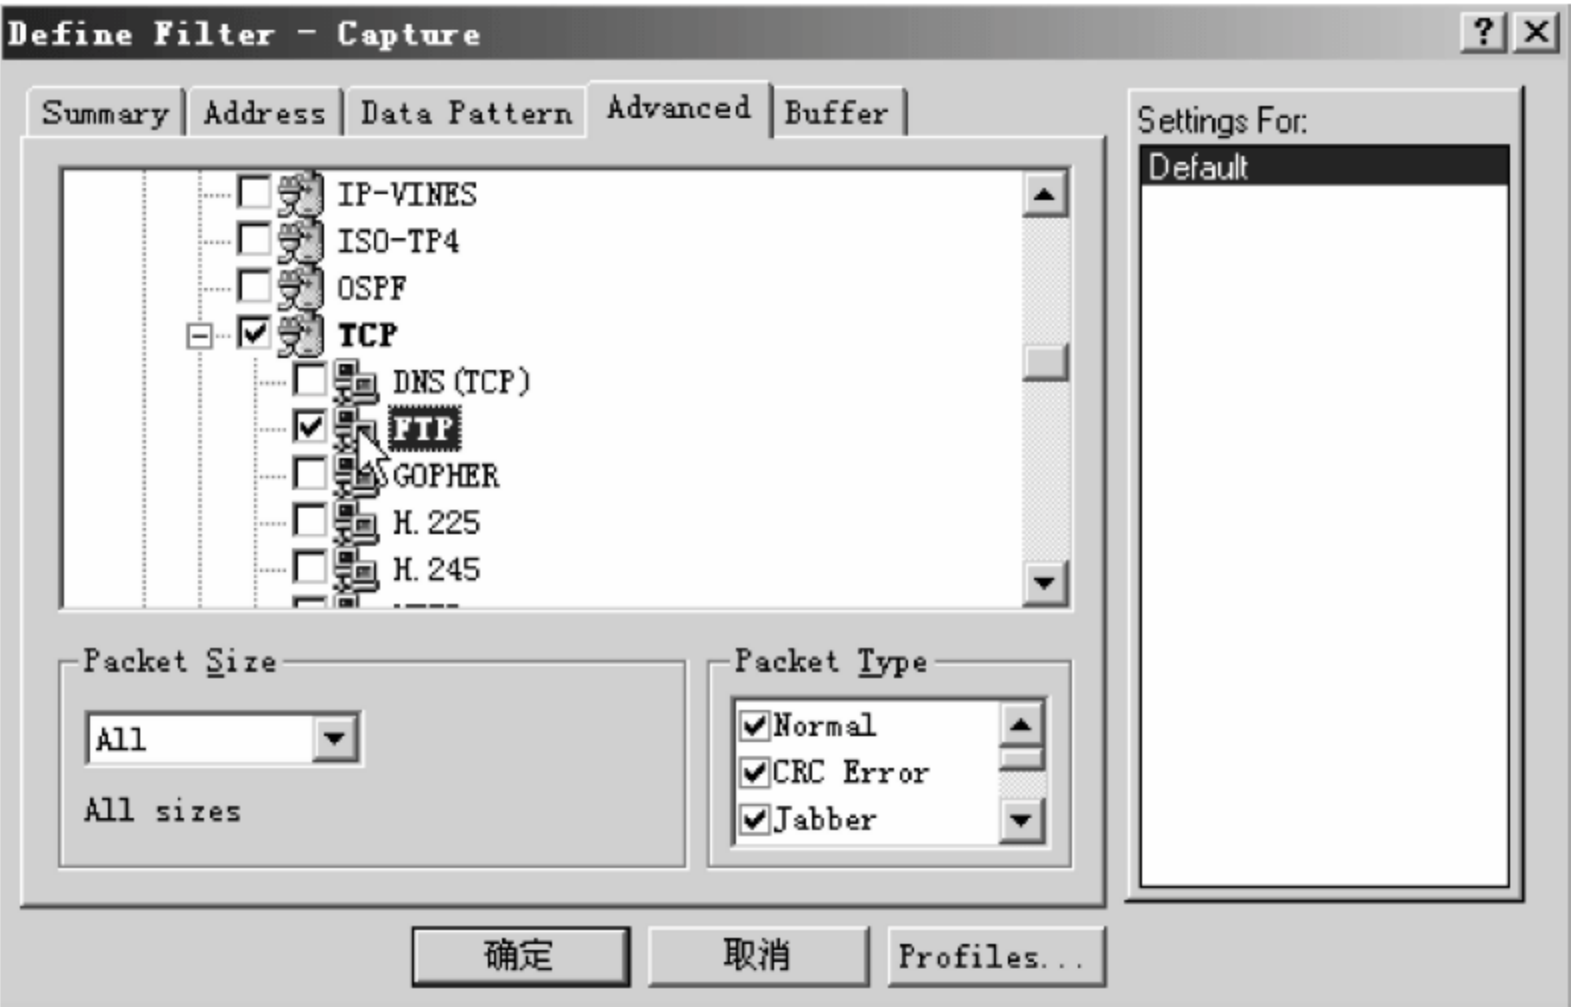 Define Filter - Capture
Summary Address Data Pattern Advanced Buffer
Settings For:
Default
IP-VINES
ISO-TP4
OSPF
TCP
DNS(TCP)
FTP
GOPHER
H.225
H.245
Packet Size
All
All sizes
Packet Type
Normal
CRC Error
Jabber
确定 取消 Profiles...